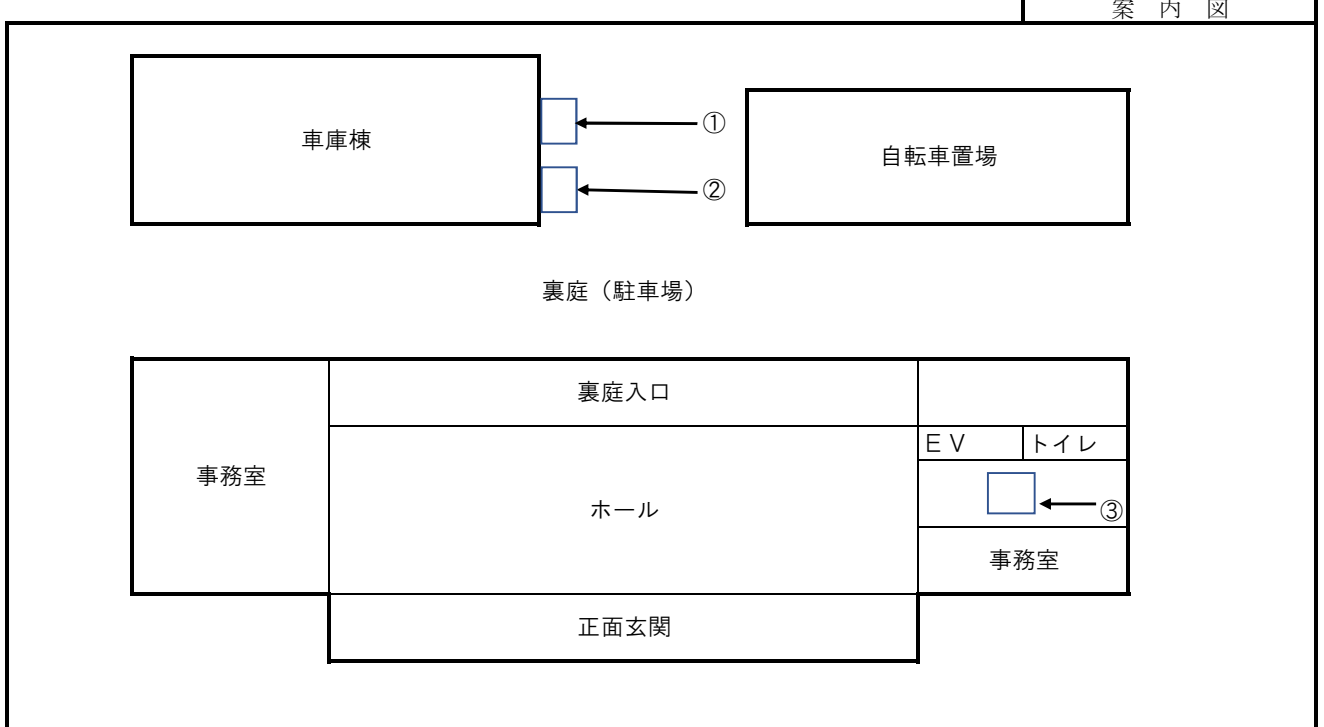 案 内 図
車庫棟
①
自転車置場
②
裏庭（駐車場）
裏庭入口
ＥＶ
トイレ
事務室
ホール
③
事務室
正面玄関